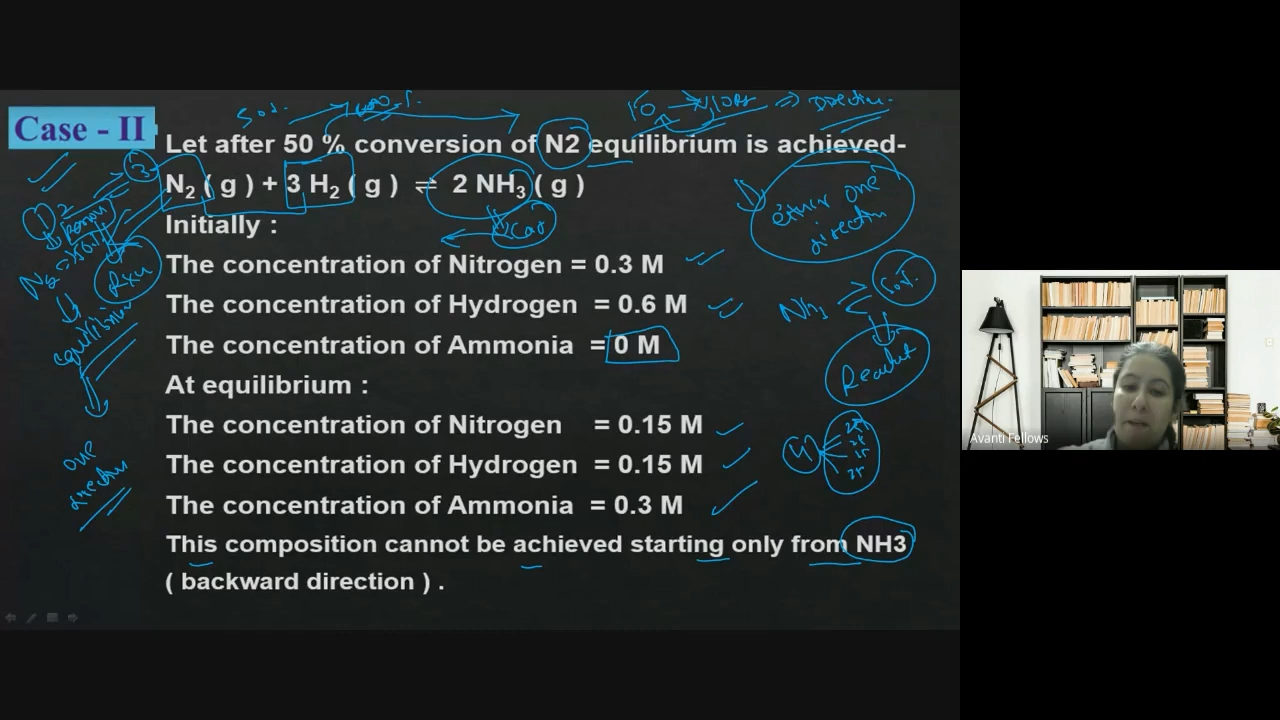 Case - II
Let after 50 % conversion of N2 equilibrium is achieved-
N₂ ( g ) + 3 H₂ ( g ) ⇌ 2 NH₃ ( g )
Initially :
The concentration of Nitrogen = 0.3 M
The concentration of Hydrogen = 0.6 M
The concentration of Ammonia = 0 M
At equilibrium :
The concentration of Nitrogen = 0.15 M
The concentration of Hydrogen = 0.15 M
The concentration of Ammonia = 0.3 M
This composition cannot be achieved starting only from NH3
( backward direction ) .
Direction
either one
direction
NH₃
equilibrium
one
direction
Avanti Fellows